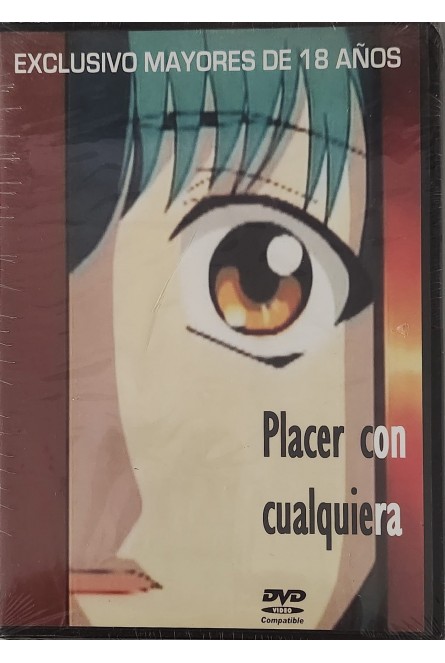 EXCLUSIVO MAYORES DE 18 AÑOS
Placer con
cualquiera
DVD
VIDEO
Compatible